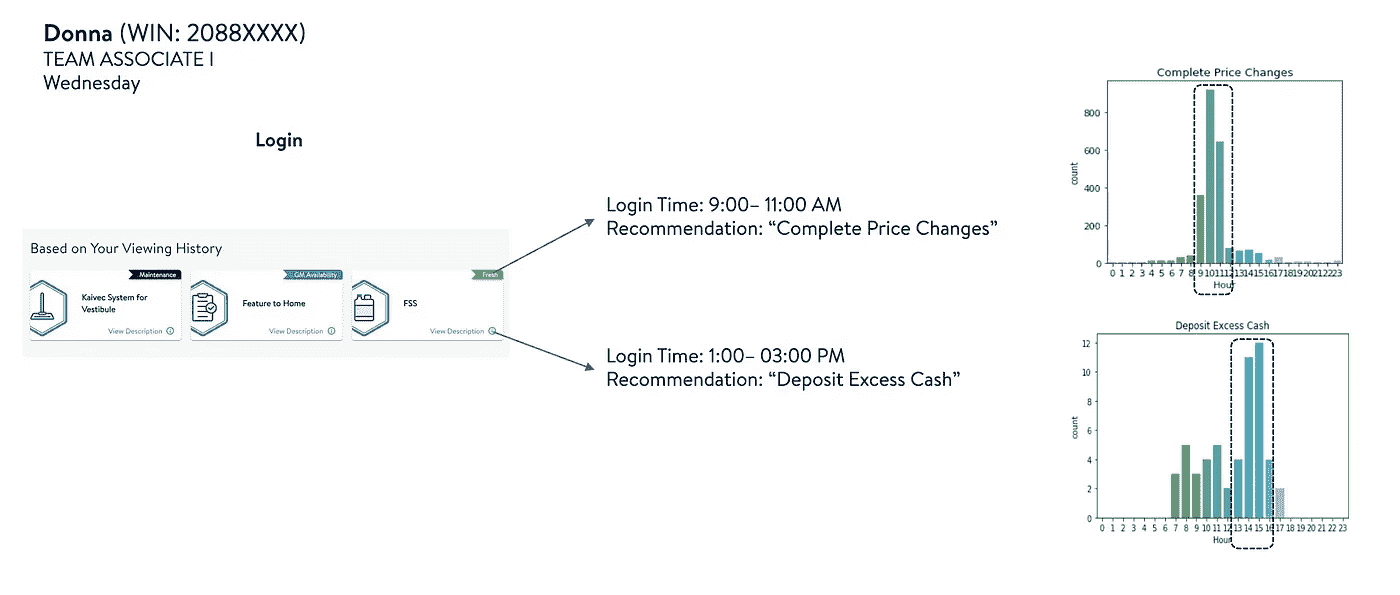 Donna (WIN: 2088XXXX)
TEAM ASSOCIATE I
Wednesday
Login
Based on Your Viewing History
Maintenance
Kaivec System for
Vestibule
View Description
GM Availability
Feature to Home
View Description
Fresh
FSS
View Description
Login Time: 9:00– 11:00 AM
Recommendation: “Complete Price Changes”
Login Time: 1:00– 03:00 PM
Recommendation: “Deposit Excess Cash”
Complete Price Changes
800
600
400
200
0
count
0 1 2 3 4 5 6 7 8 9 10 11 12 13 14 15 16 17 18 19 20 21 22 23
Hour
Deposit Excess Cash
12
10
8
6
4
2
0
count
0 1 2 3 4 5 6 7 8 9 10 11 12 13 14 15 16 17 18 19 20 21 22 23
Hour